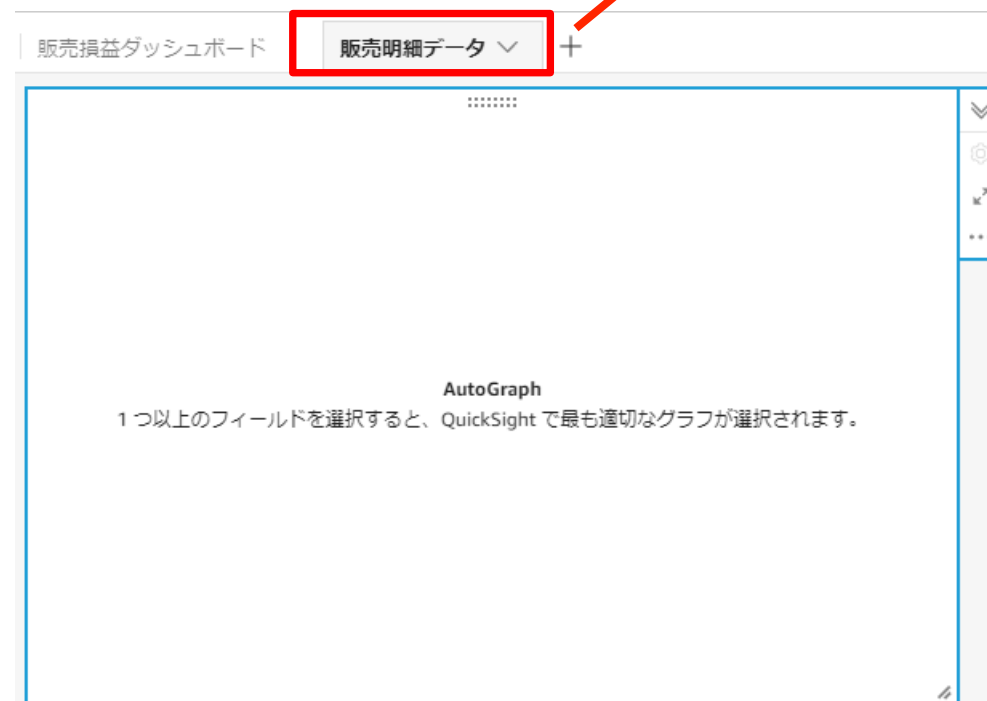 販売損益ダッシュボード
販売明細データ
AutoGraph
1 つ以上のフィールドを選択すると、QuickSight で最も適切なグラフが選択されます。